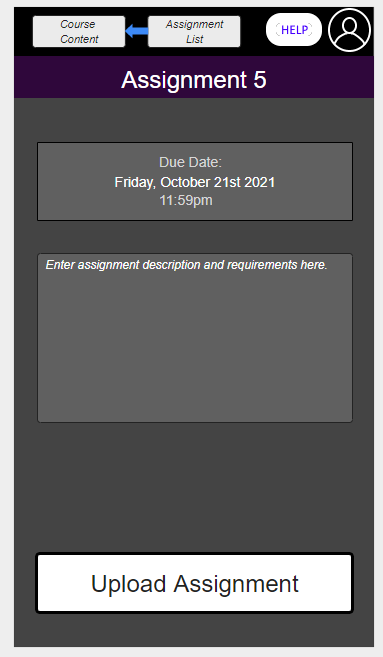 Course
Content
Assignment
List
HELP
Assignment 5
Due Date:
Friday, October 21st 2021
11:59pm
Enter assignment description and requirements here.
Upload Assignment